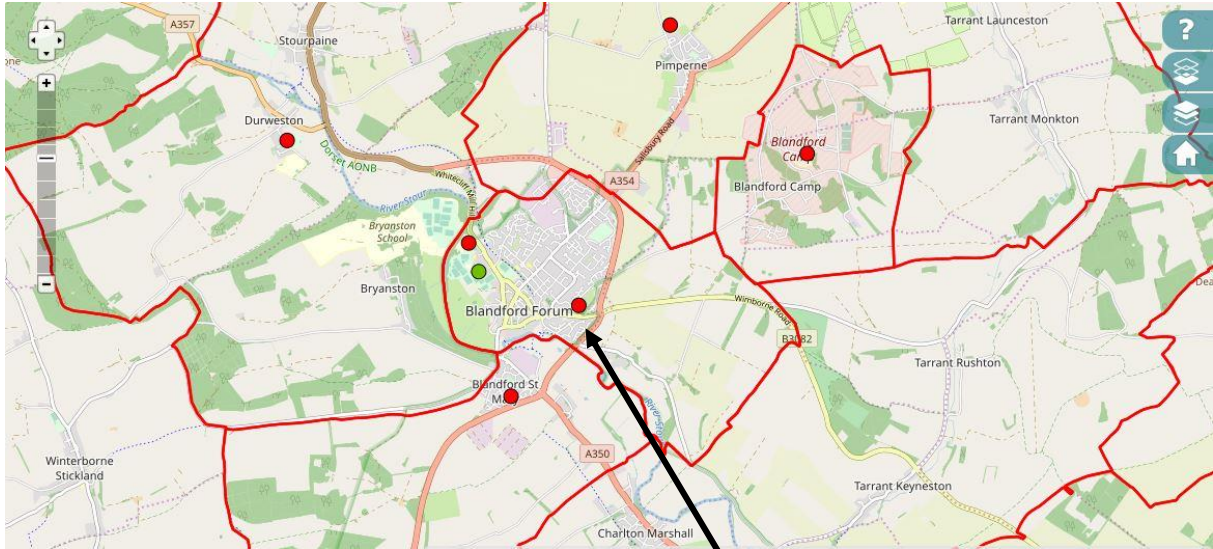 A357
Stourpaine
Tarrant Launceston
?
Pimperne
Durweston
Tarrant Monkton
Salisbury Road
Dorset AONB
Blandford
Whitecliff Mill Hill
A354
Blandford Camp
River Stour
Bryanston
School
Bryanston
Blandford Forum
Wimborne Road
B3082
Tarrant Rushton
Blandford St
River Stour
A350
Winterborne
Stickland
Tarrant Keyneston
Charlton Marshall